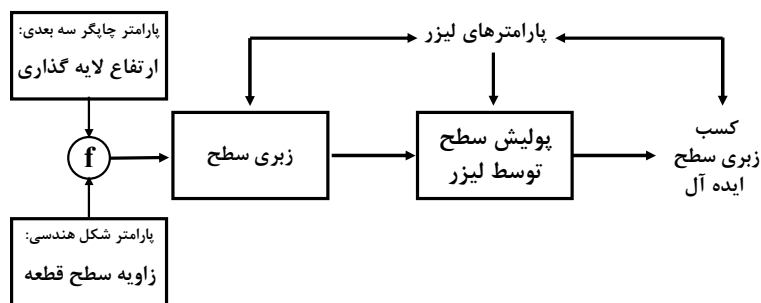 پارامتر چاپگر سه بعدی:
ارتفاع لایه گذاری
پارامترهای لیزر
f
زبری سطح
پولیش سطح
توسط لیزر
کسب
زبری سطح
ایده آل
پارامتر شکل هندسی:
زاویه سطح قطعه